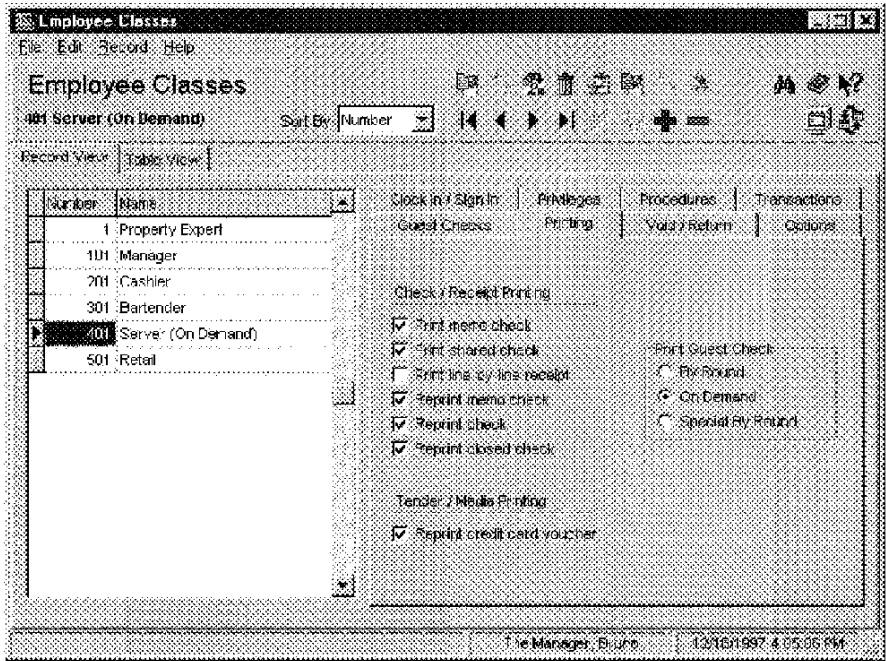 Employee Classes
File Edit Record Help
Employee Classes
401 Server (On Demand) Sort By Number
Record View Table View
Number Name
1 Property Expert
101 Manager
201 Cashier
301 Bartender
401 Server (On Demand)
501 Retail
Clock In / Sign In Privileges Procedures Transactions
Guest Checks Printing Void / Return Options
Check / Receipt Printing
Print memo check
Print shared check
Print line by line receipt
Reprint memo check
Reprint check
Reprint closed check
Print Guest Check
By Round
On Demand
Special By Round
Tender / Media Printing
Reprint credit card voucher
The Manager, Bruno 12/16/1997 4:05:06 PM